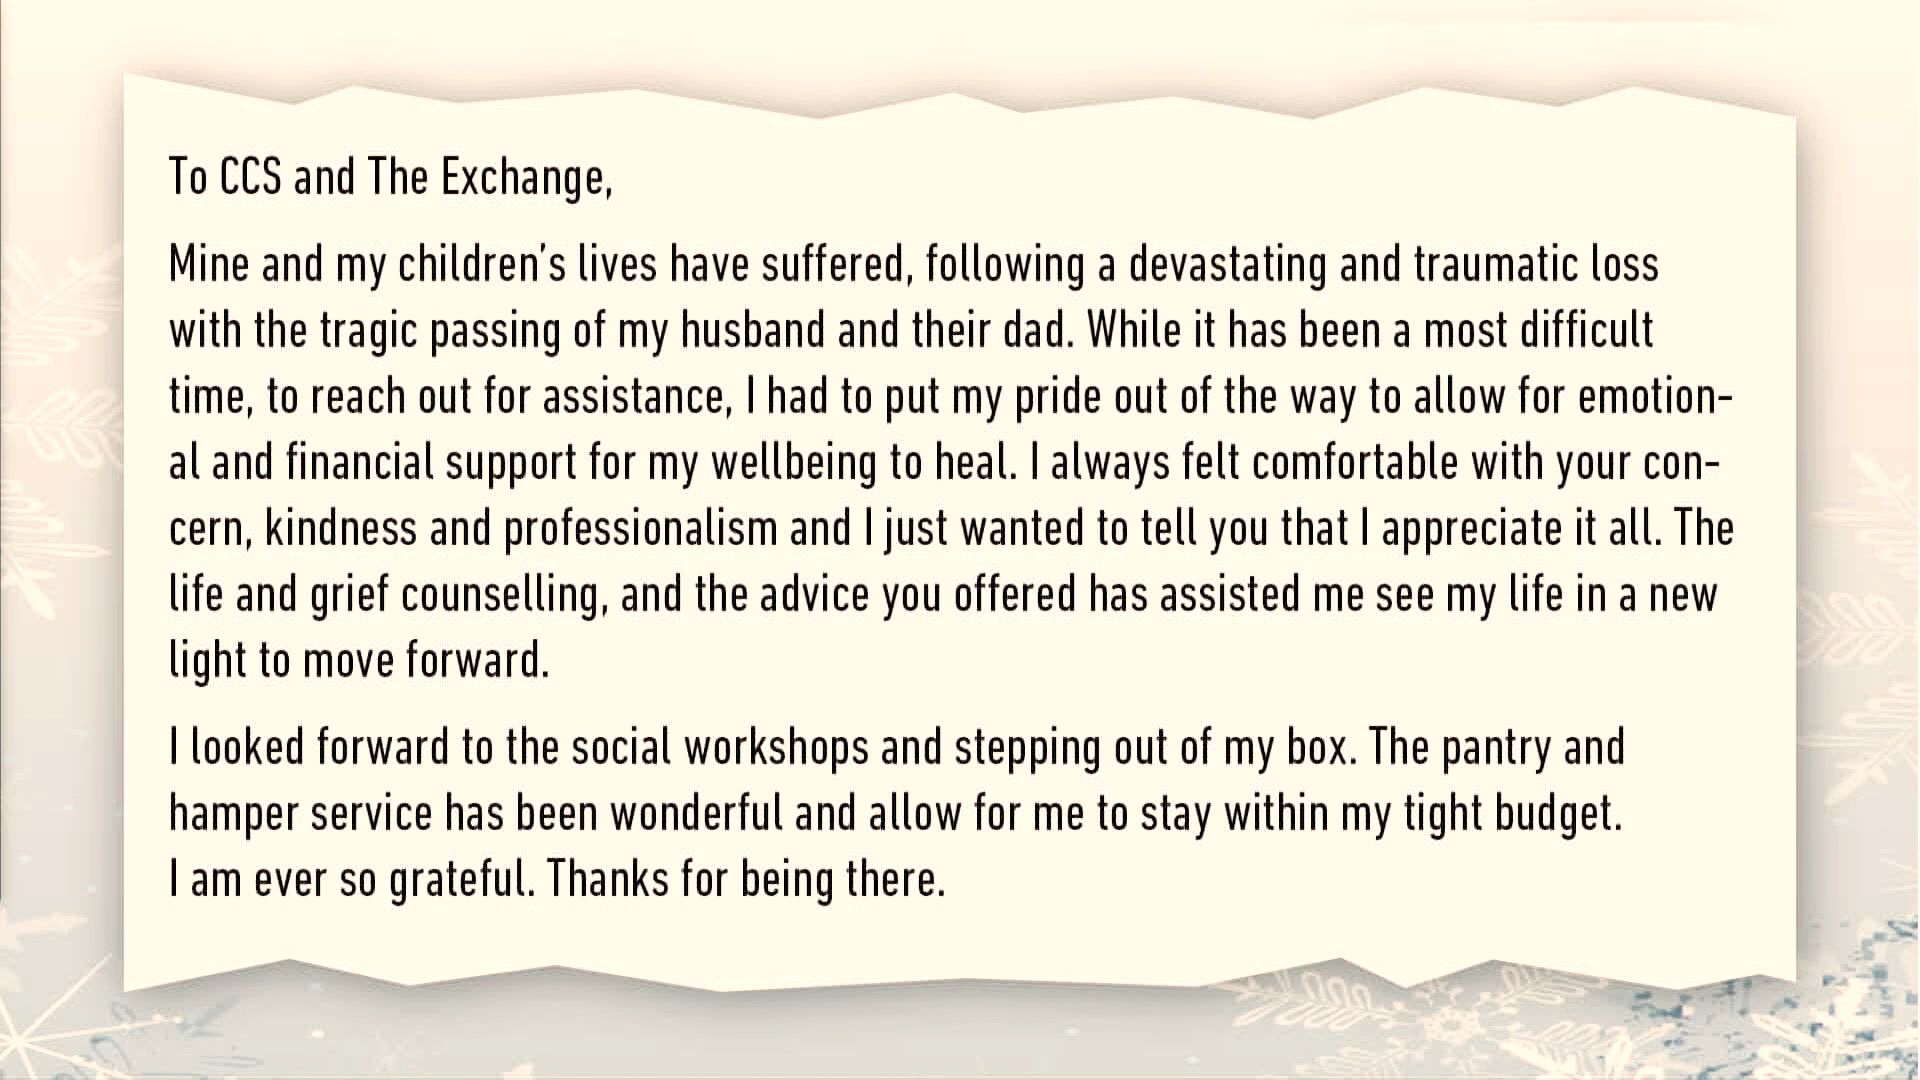 To CCS and The Exchange,
Mine and my children’s lives have suffered, following a devastating and traumatic loss
with the tragic passing of my husband and their dad. While it has been a most difficult
time, to reach out for assistance, I had to put my pride out of the way to allow for emotion-
al and financial support for my wellbeing to heal. I always felt comfortable with your con-
cern, kindness and professionalism and I just wanted to tell you that I appreciate it all. The
life and grief counselling, and the advice you offered has assisted me see my life in a new
light to move forward.
I looked forward to the social workshops and stepping out of my box. The pantry and
hamper service has been wonderful and allow for me to stay within my tight budget.
I am ever so grateful. Thanks for being there.